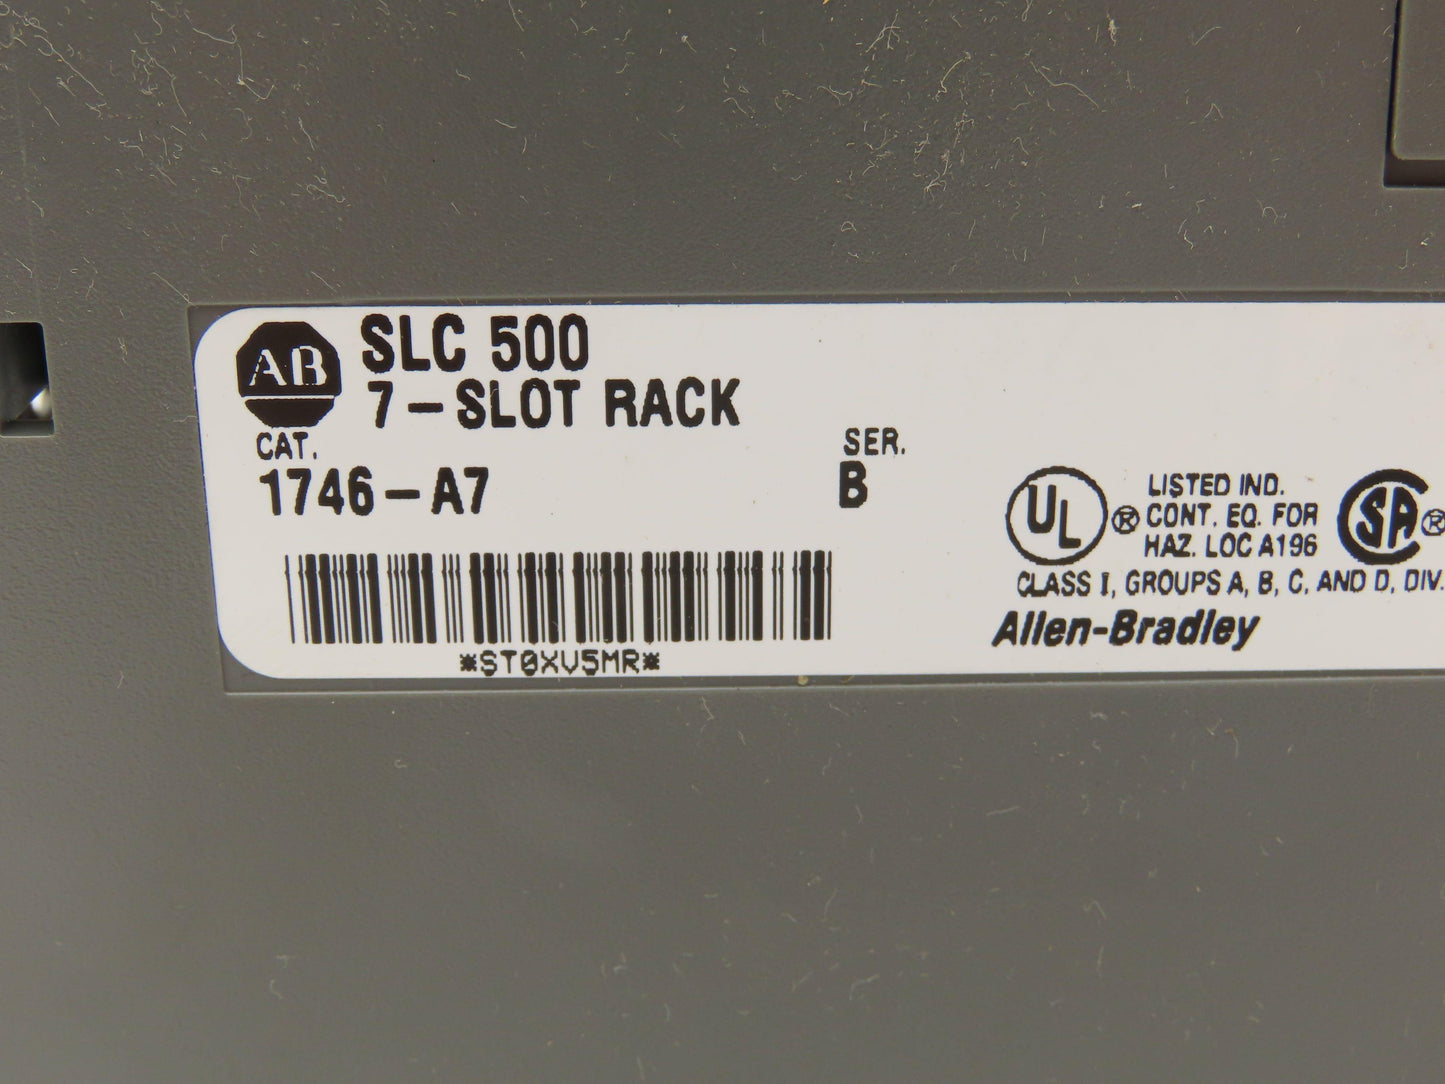 AB
SLC 500
7-SLOT RACK
CAT.
1746-A7
SER.
B
*ST0XV5MR*
UL ® LISTED IND.
CONT. EQ. FOR
HAZ. LOC A196
SA ®
CLASS I, GROUPS A, B, C, AND D, DIV.
Allen-Bradley